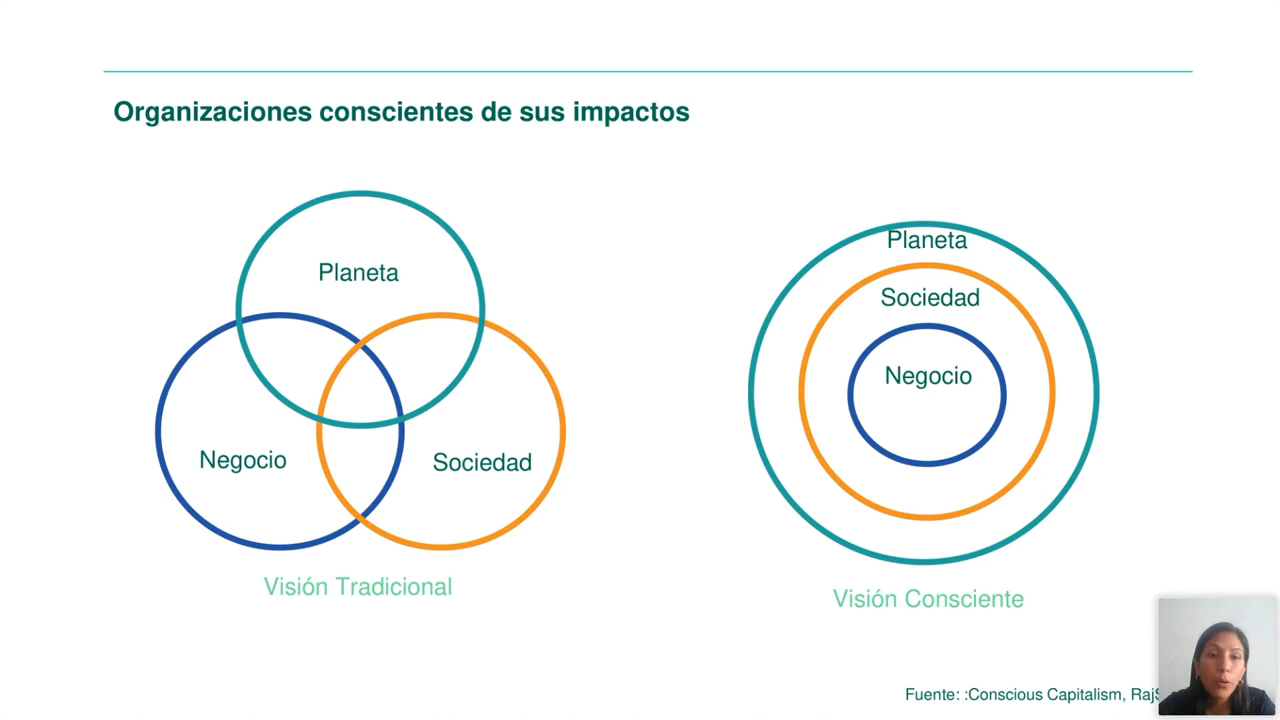 Organizaciones conscientes de sus impactos
Planeta
Negocio
Sociedad
Visión Tradicional
Planeta
Sociedad
Negocio
Visión Consciente
Fuente: :Conscious Capitalism,